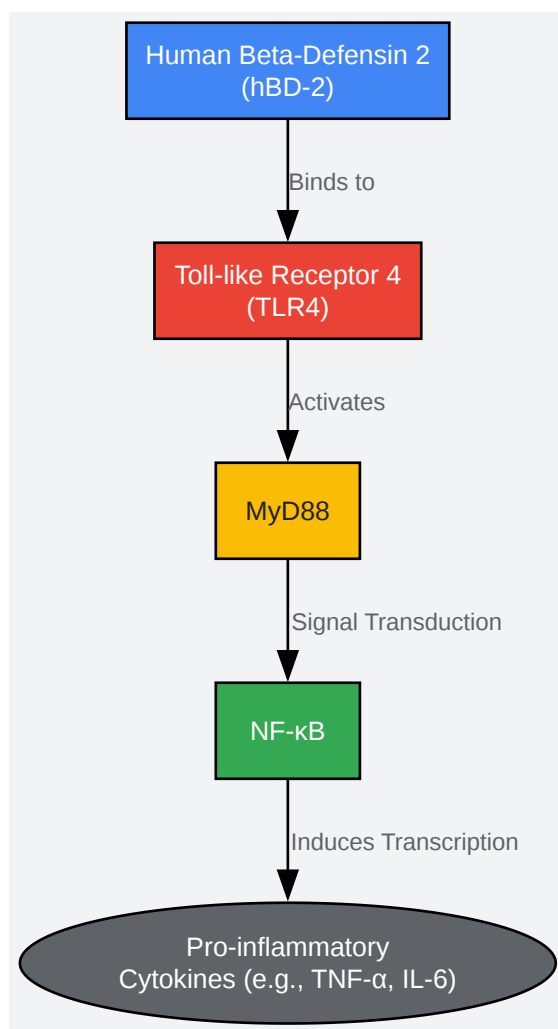 Human Beta-Defensin 2
(hBD-2)
Binds to
Toll-like Receptor 4
(TLR4)
Activates
MyD88
Signal Transduction
NF-κB
Induces Transcription
Pro-inflammatory
Cytokines (e.g., TNF-α, IL-6)